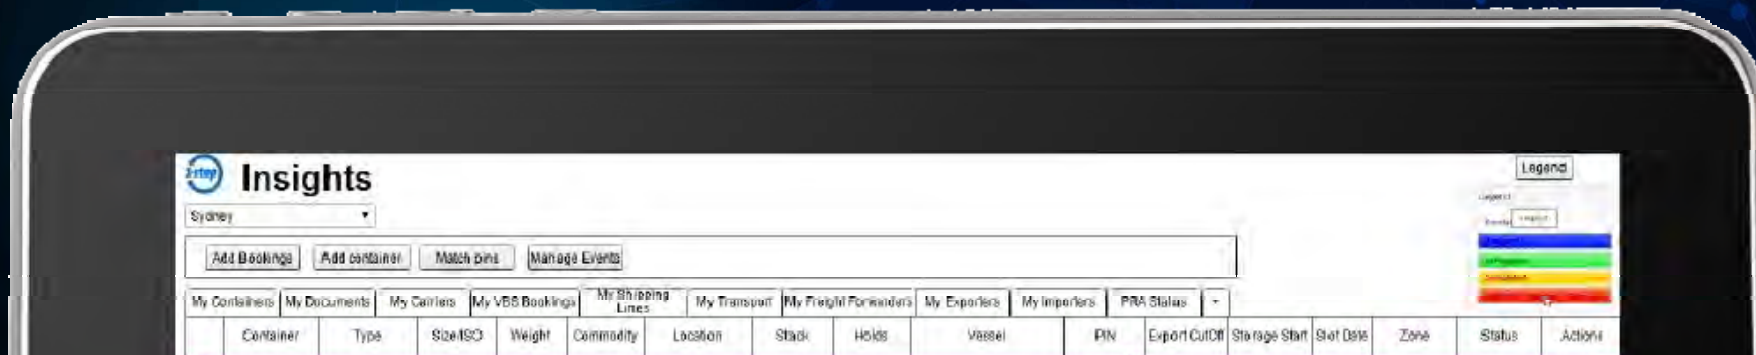 1-stop Insights
Legend
Sydney
Add Bookings Add container Match pins Manage Events
My Containers My Documents My Carriers My VBS Bookings My Shipping Lines My Transport My Freight Forwarders My Exporters My Importers PRA Status
Container Type Size/ISO Weight Commodity Location Stack Holds Vessel PIN Export CutOff Storage Start Slot Date Zone Status Actions